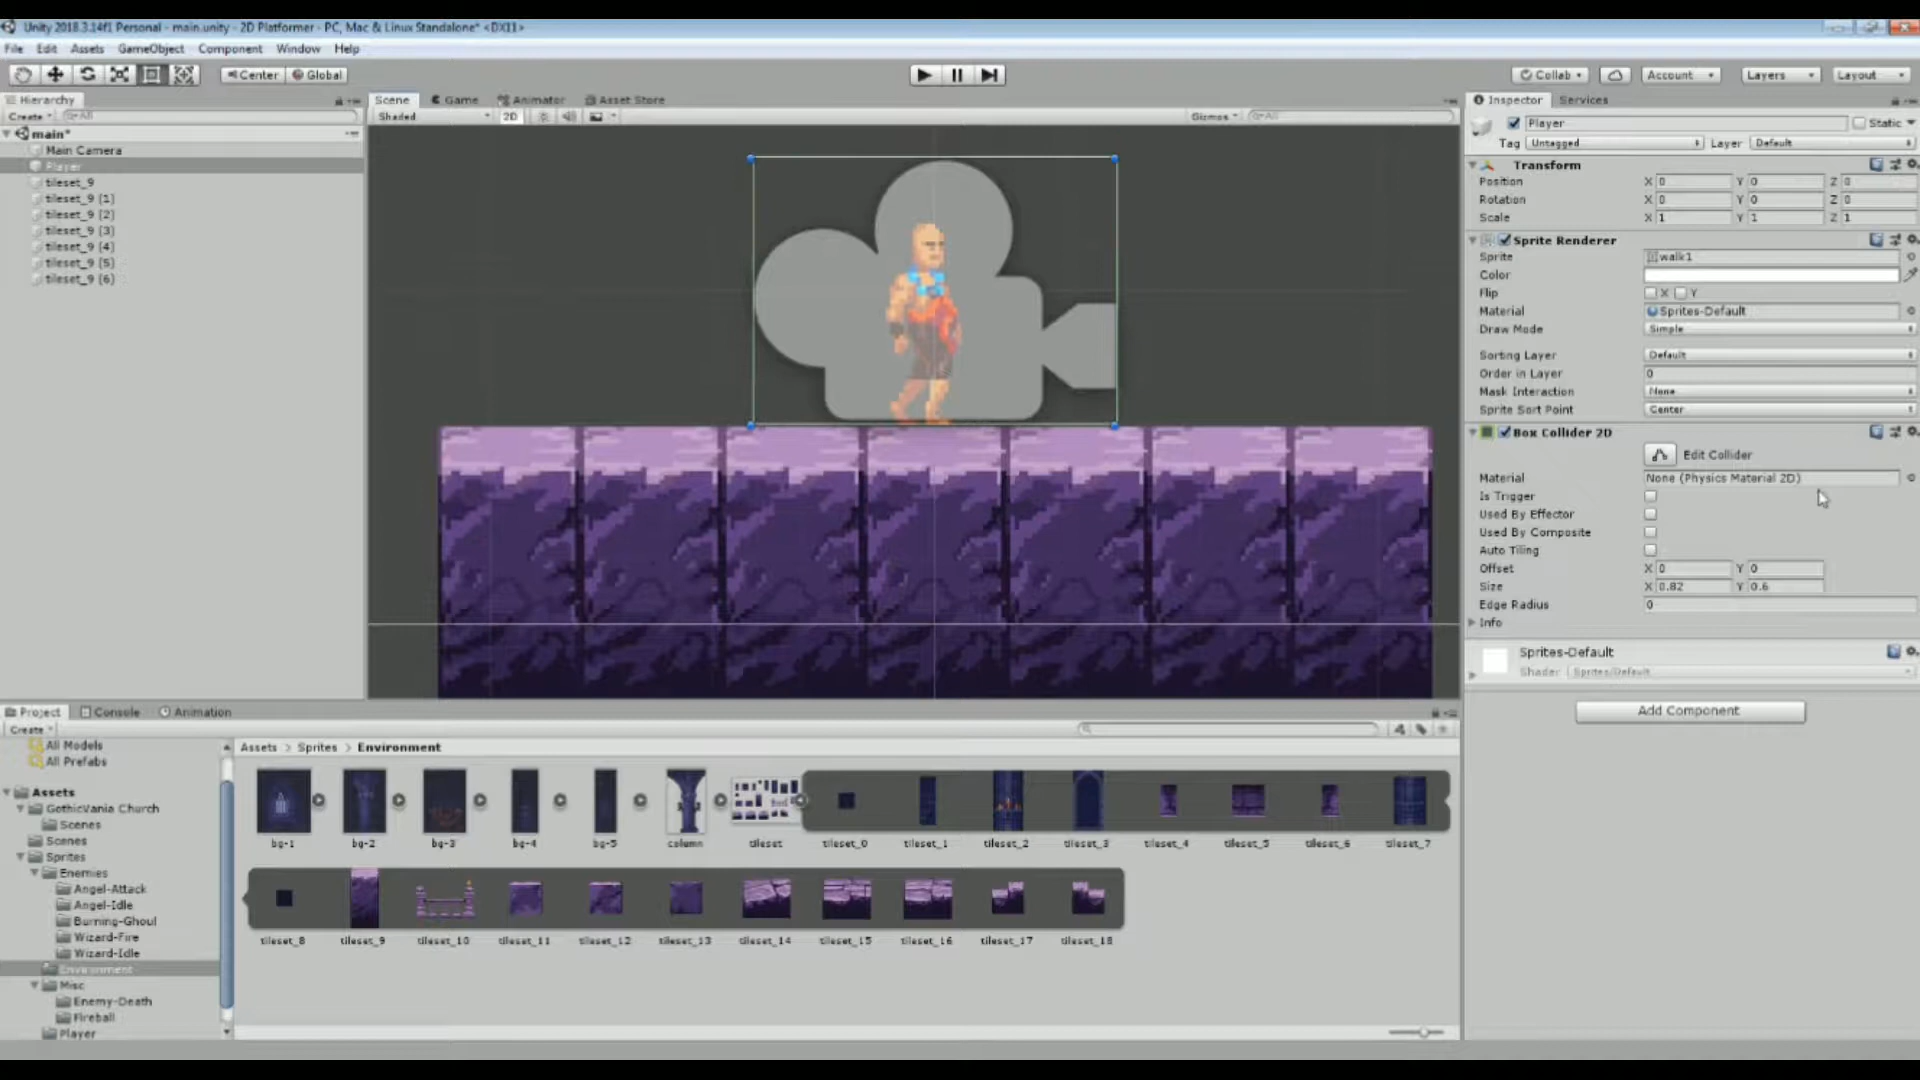 Unity 2018.3.14f1 Personal - main.unity - 2D Platformer - PC, Mac & Linux Standalone* <DX11>
File Edit Assets GameObject Component Window Help
Center Global Collab Account Layers Layout
Hierarchy Scene Game Animator Asset Store Inspector Services
Create All Shaded 2D Gizmos All
main*
Main Camera
Player
tileset_9
tileset_9 (1)
tileset_9 (2)
tileset_9 (3)
tileset_9 (4)
tileset_9 (5)
tileset_9 (6)
Player Static
Tag Untagged Layer Default
Transform
Position X 0 Y 0 Z 0
Rotation X 0 Y 0 Z 0
Scale X 1 Y 1 Z 1
Sprite Renderer
Sprite walk1
Color
Flip X Y
Material Sprites-Default
Draw Mode Simple
Sorting Layer Default
Order in Layer 0
Mask Interaction None
Sprite Sort Point Center
Box Collider 2D
Edit Collider
Material None (Physics Material 2D)
Is Trigger
Used By Effector
Used By Composite
Auto Tiling
Offset X 0 Y 0
Size X 0.82 Y 0.6
Edge Radius 0
Info
Sprites-Default
Shader Sprites/Default
Add Component
Project Console Animation
Create
All Models
All Prefabs
Assets
GothicVania Church
Scenes
Scenes
Sprites
Enemies
Angel-Attack
Angel-Idle
Burning-Ghoul
Wizard-Fire
Wizard-Idle
Environment
Misc
Enemy-Death
Fireball
Player
Assets > Sprites > Environment
bg-1 bg-2 bg-3 bg-4 bg-5 column tileset tileset_0 tileset_1 tileset_2 tileset_3 tileset_4 tileset_5 tileset_6 tileset_7
tileset_8 tileset_9 tileset_10 tileset_11 tileset_12 tileset_13 tileset_14 tileset_15 tileset_16 tileset_17 tileset_18